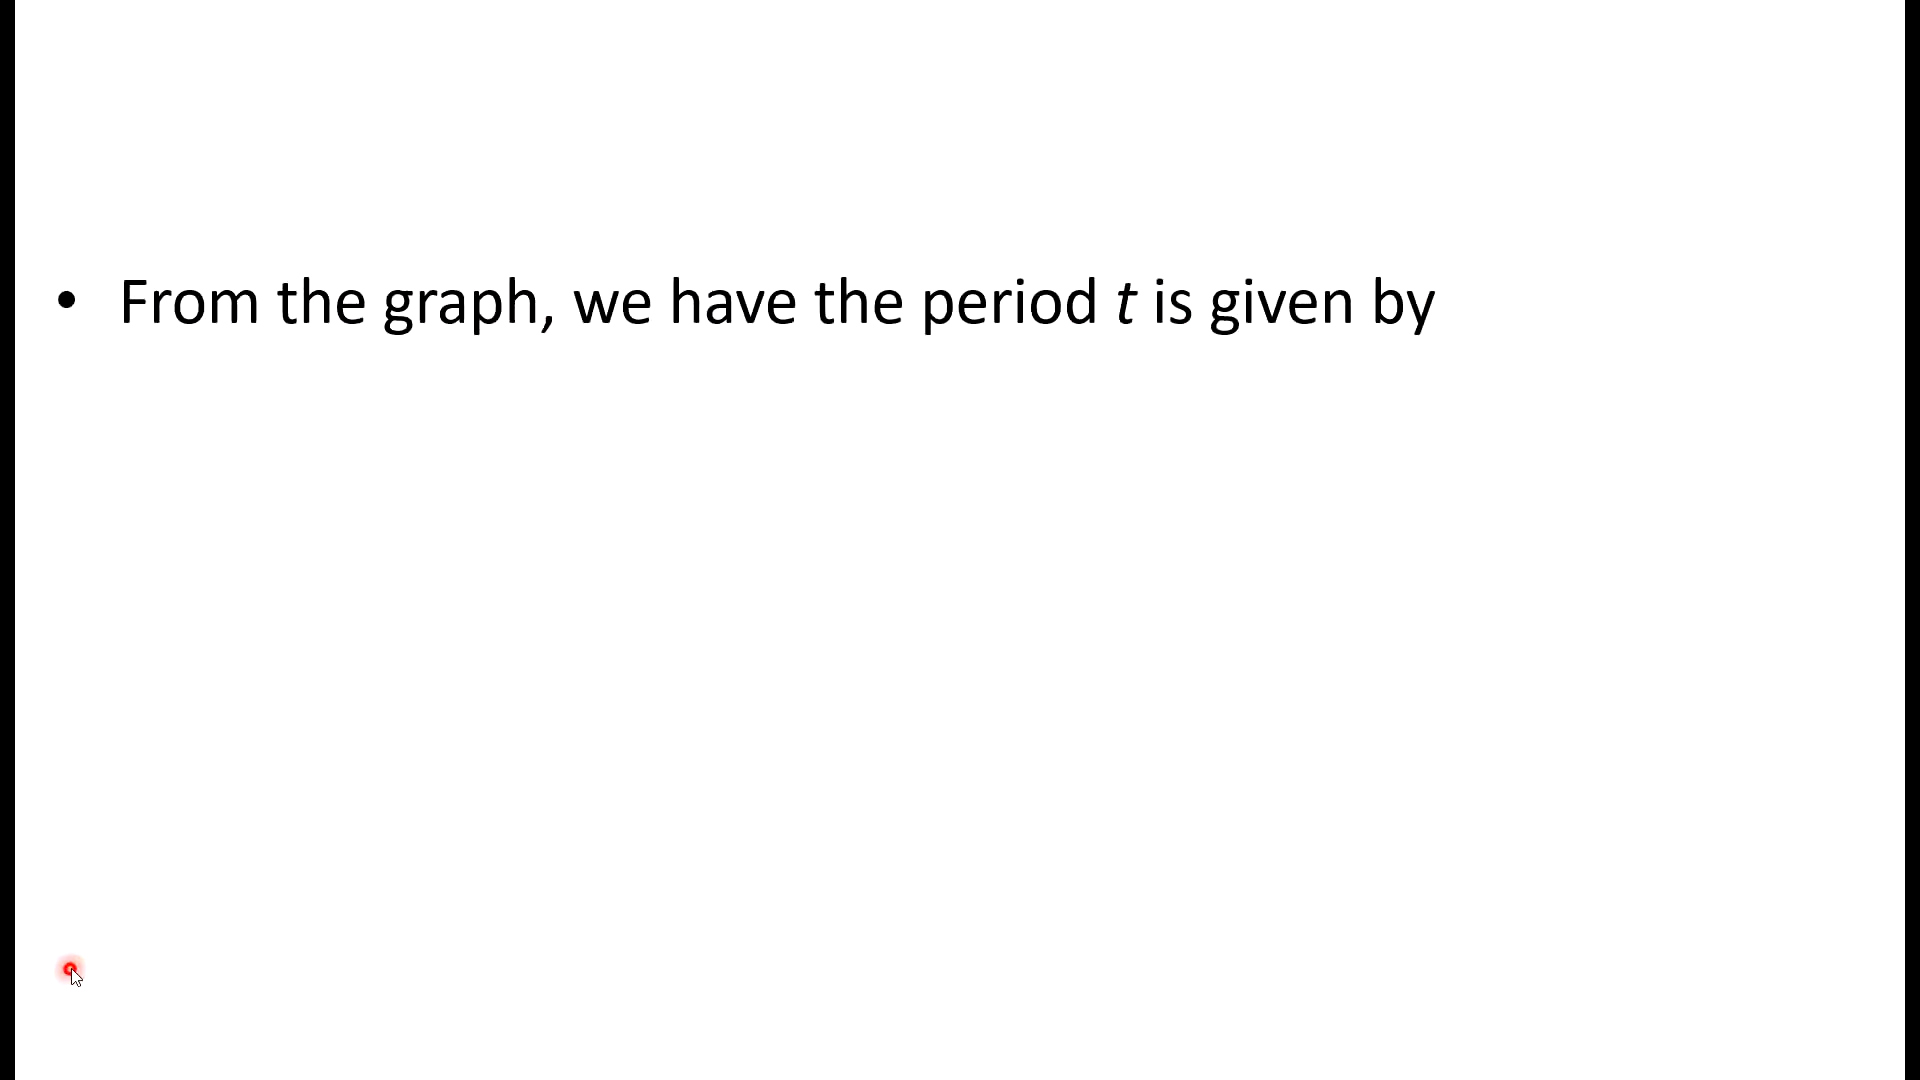 • From the graph, we have the period t is given by